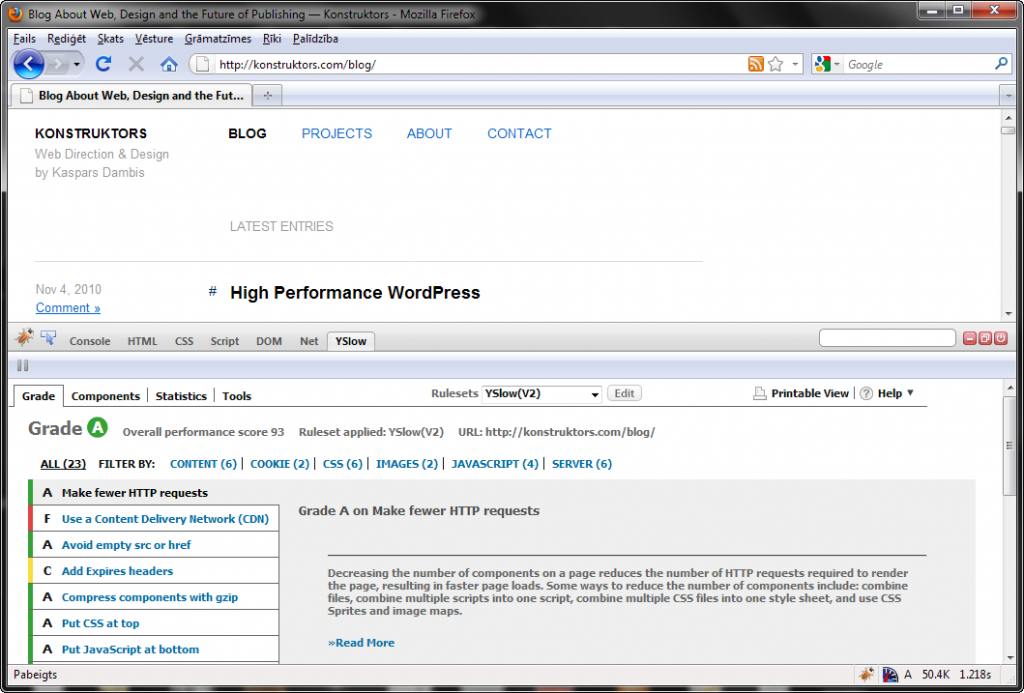 Blog About Web, Design and the Future of Publishing — Konstruktors - Mozilla Firefox
Fails Rediģēt Skats Vēsture Grāmatzīmes Rīki Palīdzība
http://konstruktors.com/blog/ Google
Blog About Web, Design and the Fut...
KONSTRUKTORS BLOG PROJECTS ABOUT CONTACT
Web Direction & Design
by Kaspars Dambis
LATEST ENTRIES
Nov 4, 2010 # High Performance WordPress
Comment »
Console HTML CSS Script DOM Net YSlow
Grade Components Statistics Tools Rulesets YSlow(V2) Edit Printable View ? Help ▼
Grade A Overall performance score 93 Ruleset applied: YSlow(V2) URL: http://konstruktors.com/blog/
ALL (23) FILTER BY: CONTENT (6) | COOKIE (2) | CSS (6) | IMAGES (2) | JAVASCRIPT (4) | SERVER (6)
A Make fewer HTTP requests
F Use a Content Delivery Network (CDN)
A Avoid empty src or href
C Add Expires headers
A Compress components with gzip
A Put CSS at top
A Put JavaScript at bottom
Grade A on Make fewer HTTP requests
Decreasing the number of components on a page reduces the number of HTTP requests required to render
the page, resulting in faster page loads. Some ways to reduce the number of components include: combine
files, combine multiple scripts into one script, combine multiple CSS files into one style sheet, and use CSS
Sprites and image maps.
»Read More
Pabeigts A 50.4K 1.218s